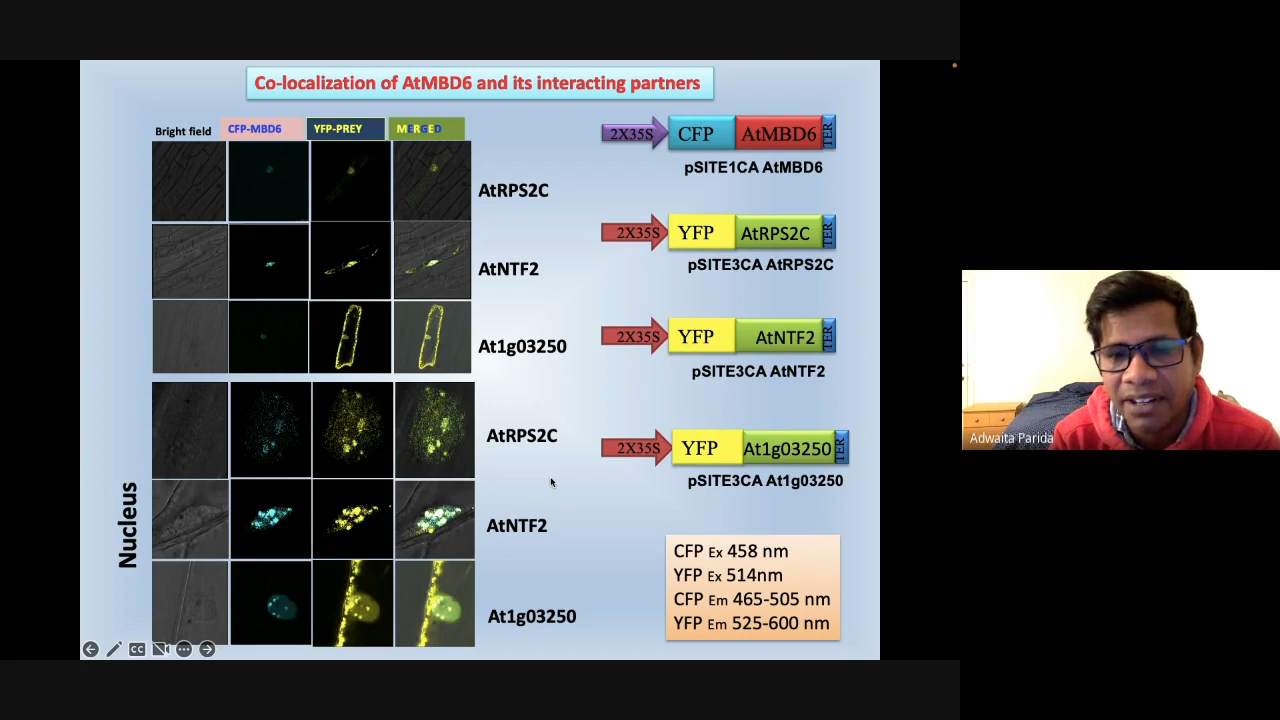 Co-localization of AtMBD6 and its interacting partners
Bright field
CFP-MBD6
YFP-PREY
MERGED
AtRPS2C
AtNTF2
At1g03250
Nucleus
AtRPS2C
AtNTF2
At1g03250
2X35S
CFP
AtMBD6
TER
pSITE1CA AtMBD6
2X35S
YFP
AtRPS2C
TER
pSITE3CA AtRPS2C
2X35S
YFP
AtNTF2
TER
pSITE3CA AtNTF2
2X35S
YFP
At1g03250
TER
pSITE3CA At1g03250
CFP Ex 458 nm
YFP Ex 514nm
CFP Em 465-505 nm
YFP Em 525-600 nm
CC
Adwaita Parida